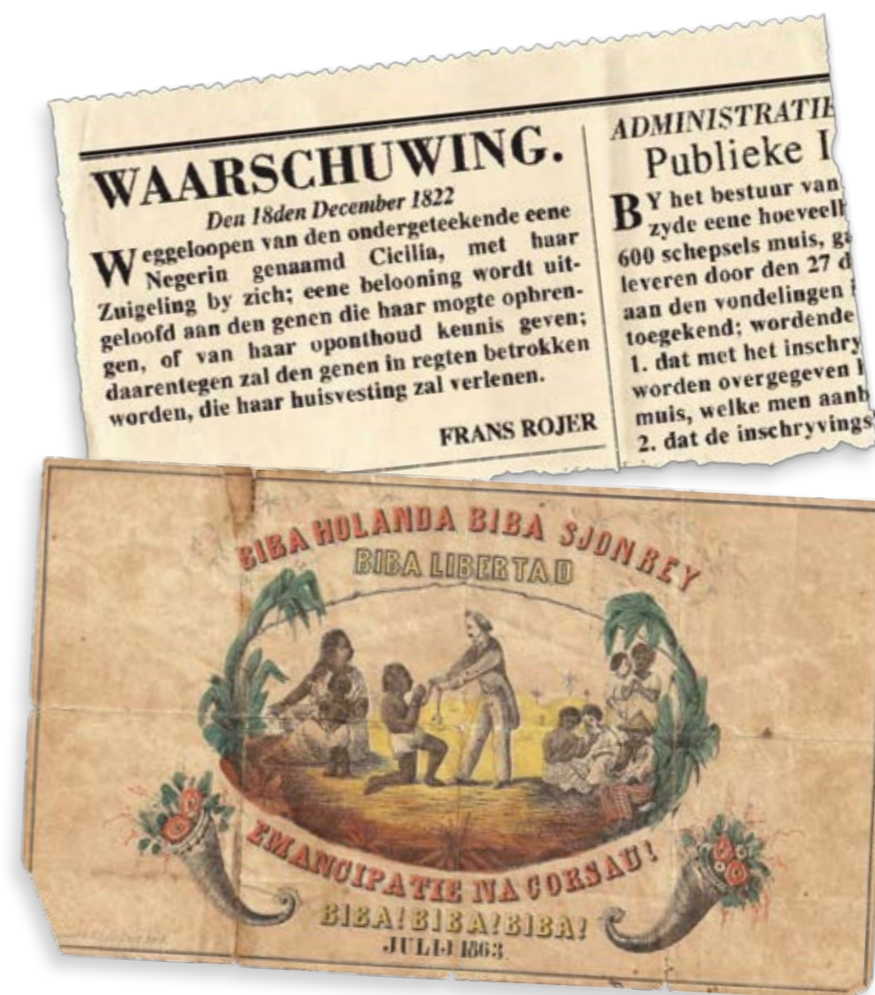 WAARSCHUWING.
Den 18den December 1822
Weggeloopen van den ondergeteekende eene
Negerin genaamd Cicilia, met haar
Zuigeling by zich; eene belooning wordt uit-
geloofd aan den genen die haar mogte opbren-
gen, of van haar oponthoud kennis geven;
daarentegen zal den genen in regten betrokken
worden, die haar huisvesting zal verlenen.
FRANS ROJER
ADMINISTRATIE
Publieke I
BY het bestuur van
zyde eene hoeveelh
600 schepsels muis, ga
leveren door den 27 d
aan den vondelingen
toegekend; wordende
1. dat met het inschry
worden overgegeven
muis, welke men aanb
2. dat de inschryvings
BIBA HOLANDA BIBA SJON REY
BIBA LIBERTAD
EMANCIPATIE NA CORSAU!
BIBA! BIBA! BIBA!
JULIJ 1863.